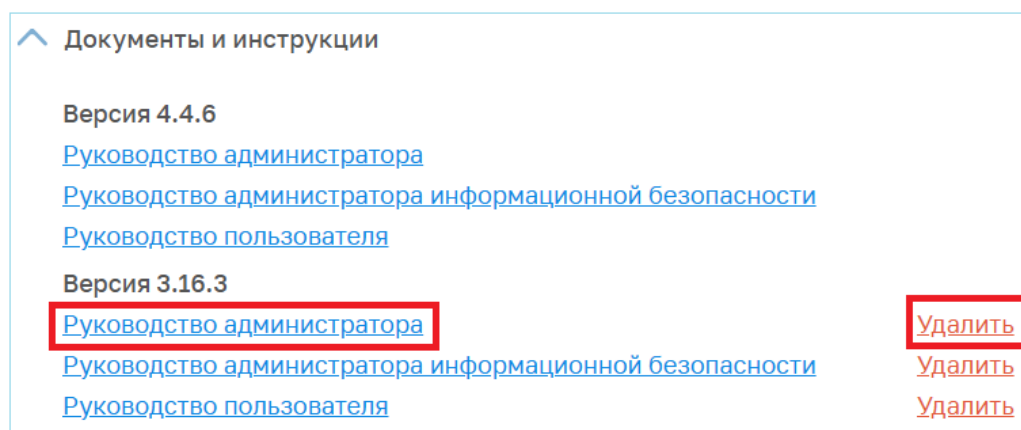 Документы и инструкции
Версия 4.4.6
Руководство администратора
Руководство администратора информационной безопасности
Руководство пользователя
Версия 3.16.3
Руководство администратора Удалить
Руководство администратора информационной безопасности Удалить
Руководство пользователя Удалить